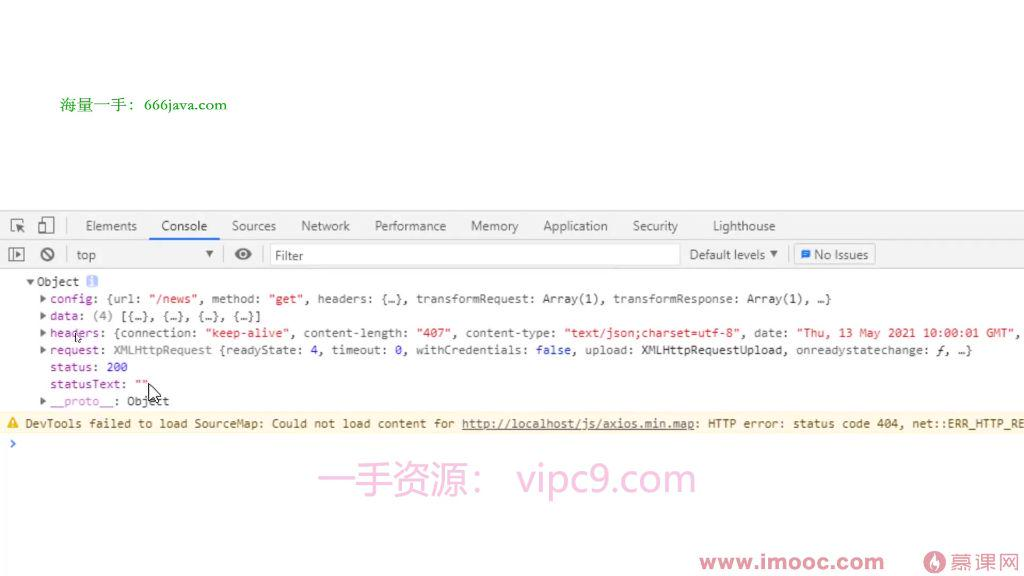 海量一手：666java.com
Elements Console Sources Network Performance Memory Application Security Lighthouse
top Filter Default levels No Issues
Object
config: {url: "/news", method: "get", headers: {…}, transformRequest: Array(1), transformResponse: Array(1), …}
data: (4) [{…}, {…}, {…}, {…}]
headers: {connection: "keep-alive", content-length: "407", content-type: "text/json;charset=utf-8", date: "Thu, 13 May 2021 10:00:01 GMT",
request: XMLHttpRequest {readyState: 4, timeout: 0, withCredentials: false, upload: XMLHttpRequestUpload, onreadystatechange: ƒ, …}
status: 200
statusText: ""
__proto__: Object
DevTools failed to load SourceMap: Could not load content for http://localhost/js/axios.min.map: HTTP error: status code 404, net::ERR_HTTP_RE
一手资源： vipc9.com
www.imooc.com 慕课网